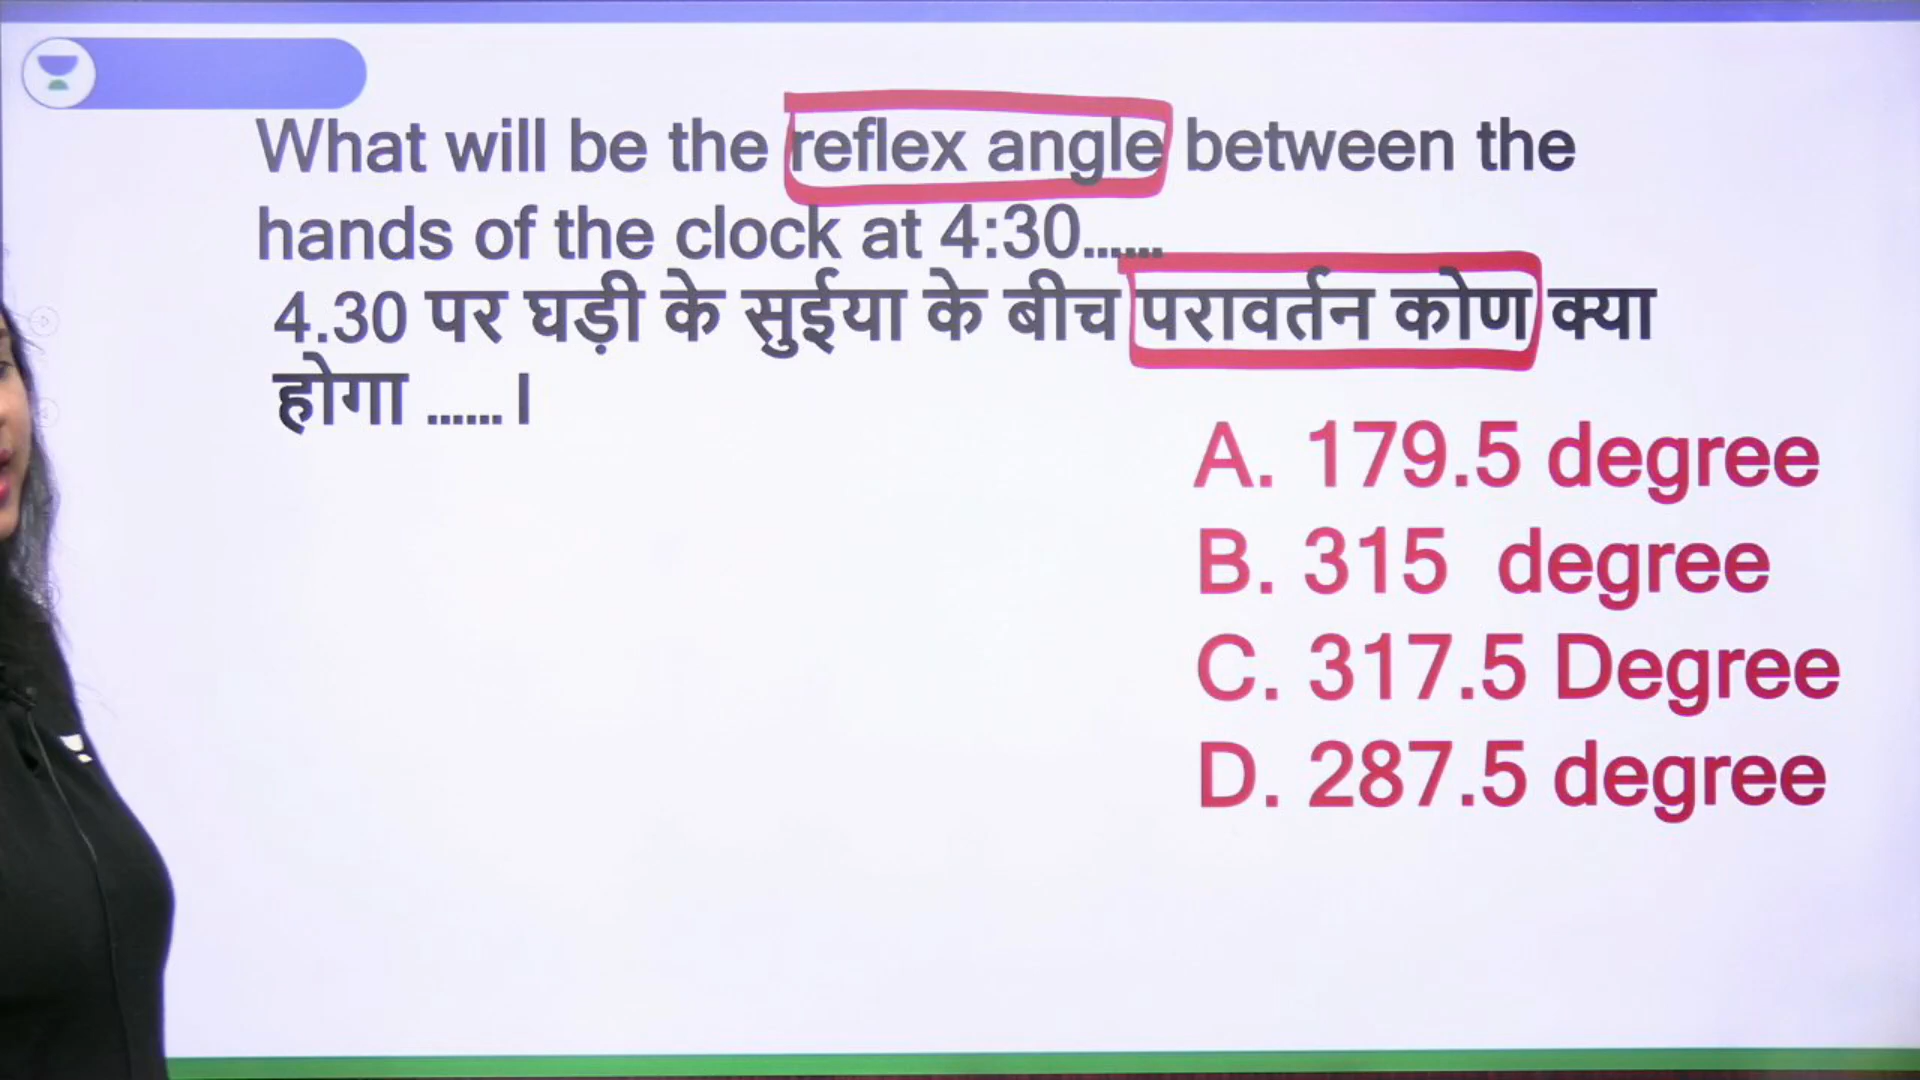 What will be the reflex angle between the
hands of the clock at 4:30......
4.30 पर घड़ी के सुईया के बीच परावर्तन कोण क्या
होगा ......।
A. 179.5 degree
B. 315 degree
C. 317.5 Degree
D. 287.5 degree